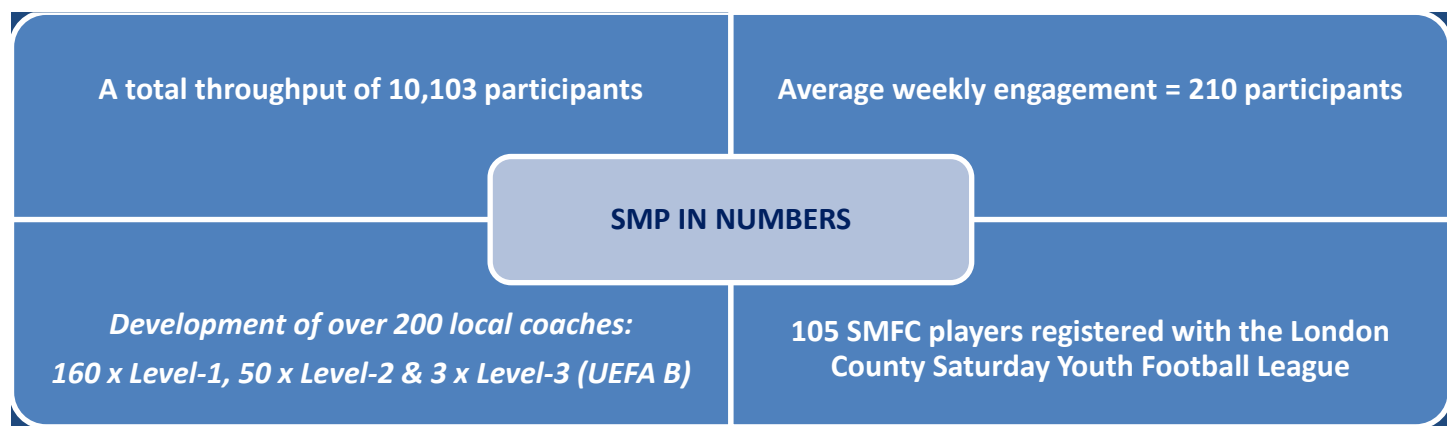 A total throughput of 10,103 participants
Average weekly engagement = 210 participants
SMP IN NUMBERS
Development of over 200 local coaches:
160 x Level-1, 50 x Level-2 & 3 x Level-3 (UEFA B)
105 SMFC players registered with the London
County Saturday Youth Football League